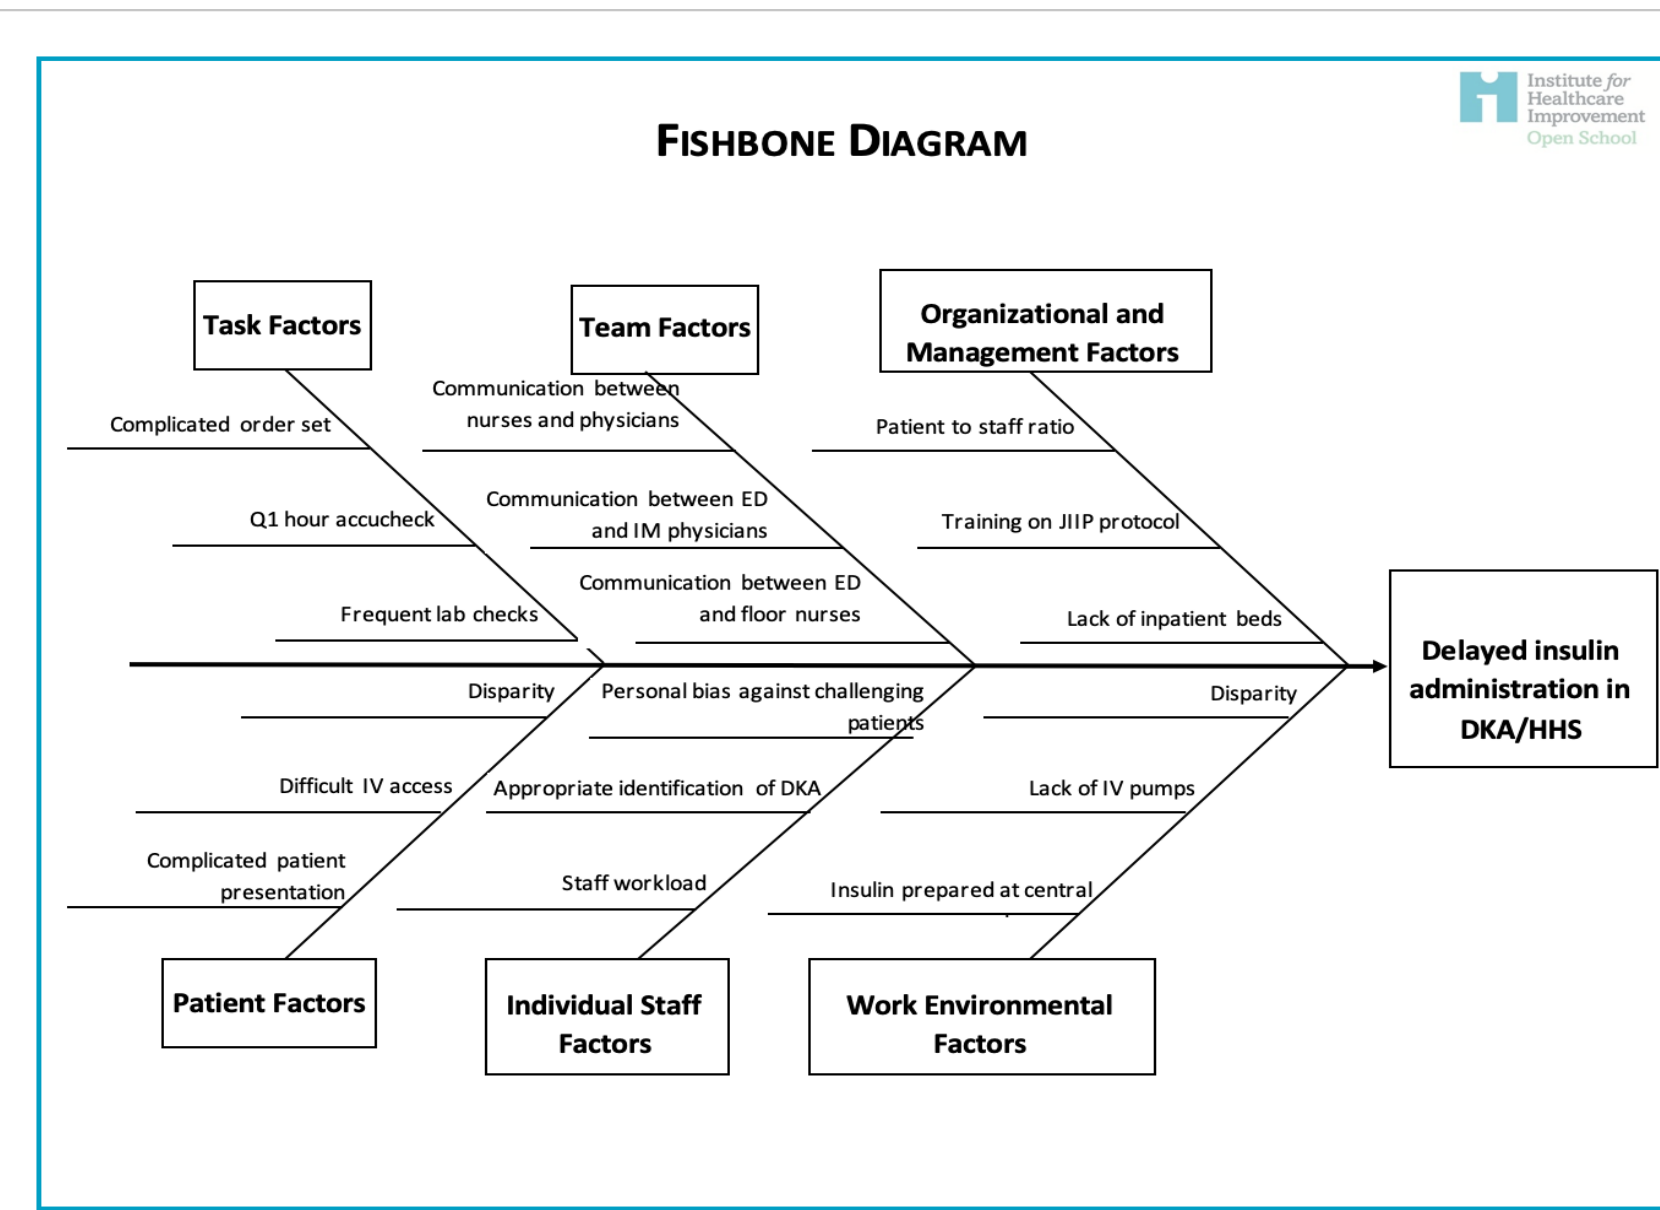 Institute for
Healthcare
Improvement
Open School
FISHBONE DIAGRAM
Task Factors
Team Factors
Organizational and
Management Factors
Complicated order set
Q1 hour accucheck
Frequent lab checks
Communication between
nurses and physicians
Communication between ED
and IM physicians
Communication between ED
and floor nurses
Patient to staff ratio
Training on JIIP protocol
Lack of inpatient beds
Delayed insulin
administration in
DKA/HHS
Disparity
Difficult IV access
Complicated patient
presentation
Personal bias against challenging
patients
Appropriate identification of DKA
Staff workload
Disparity
Lack of IV pumps
Insulin prepared at central
Patient Factors
Individual Staff
Factors
Work Environmental
Factors